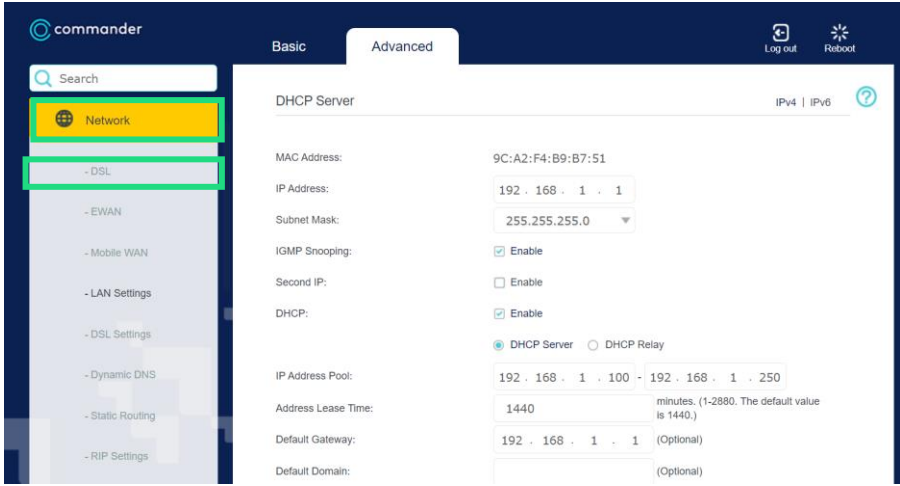 commander
Basic
Advanced
Log out
Reboot
Search
Network
- DSL
- EWAN
- Mobile WAN
- LAN Settings
- DSL Settings
- Dynamic DNS
- Static Routing
- RIP Settings
DHCP Server
IPv4 | IPv6
?
MAC Address: 9C:A2:F4:B9:B7:51
IP Address: 192 . 168 . 1 . 1
Subnet Mask: 255.255.255.0
IGMP Snooping: Enable
Second IP: Enable
DHCP: Enable
DHCP Server DHCP Relay
IP Address Pool: 192 . 168 . 1 . 100 - 192 . 168 . 1 . 250
Address Lease Time: 1440 minutes. (1-2880. The default value
is 1440.)
Default Gateway: 192 . 168 . 1 . 1 (Optional)
Default Domain: (Optional)